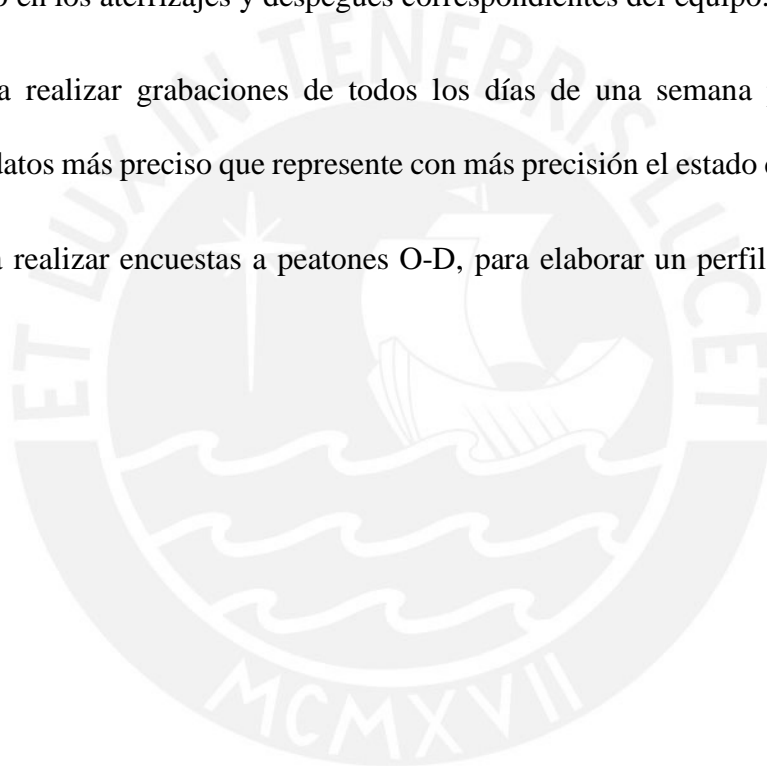 en los aterrizajes y despegues correspondientes del equipo.
a realizar grabaciones de todos los días de una semana
datos más preciso que represente con más precisión el estado
realizar encuestas a peatones O-D, para elaborar un perfil
ET LUX IN TENEBRIS LUCET
MCMXVII